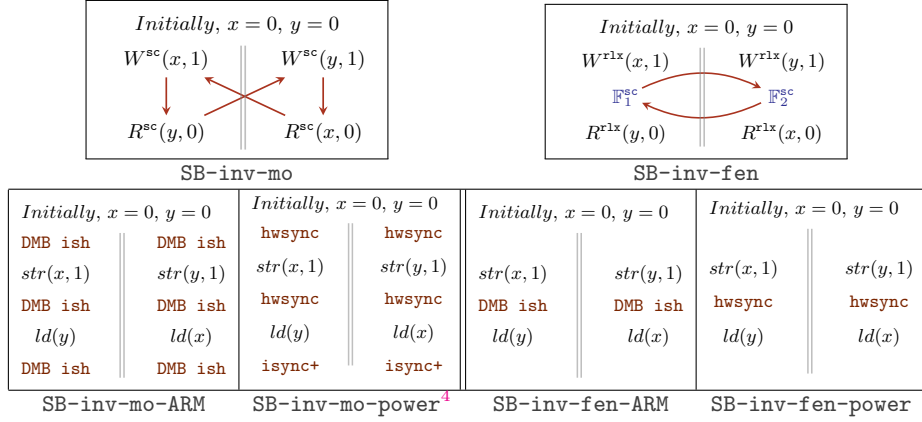 Initially, x = 0, y = 0
W^sc(x, 1) W^sc(y, 1)
R^sc(y, 0) R^sc(x, 0)
SB-inv-mo
Initially, x = 0, y = 0
W^rlx(x, 1) W^rlx(y, 1)
𝔽₁^sc 𝔽₂^sc
R^rlx(y, 0) R^rlx(x, 0)
SB-inv-fen
Initially, x = 0, y = 0
DMB ish DMB ish
str(x, 1) str(y, 1)
DMB ish DMB ish
ld(y) ld(x)
DMB ish DMB ish
SB-inv-mo-ARM
Initially, x = 0, y = 0
hwsync hwsync
str(x, 1) str(y, 1)
hwsync hwsync
ld(y) ld(x)
isync+ isync+
SB-inv-mo-power⁴
Initially, x = 0, y = 0
str(x, 1) str(y, 1)
DMB ish DMB ish
ld(y) ld(x)
SB-inv-fen-ARM
Initially, x = 0, y = 0
str(x, 1) str(y, 1)
hwsync hwsync
ld(y) ld(x)
SB-inv-fen-power